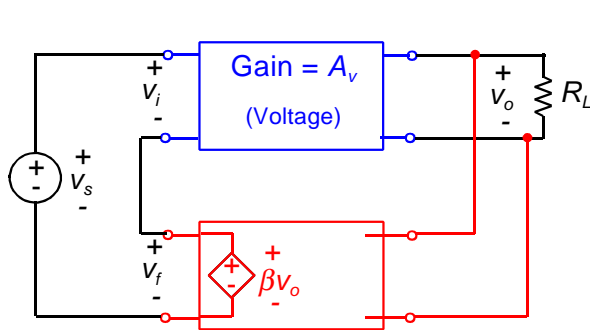 Gain = Av
(Voltage)
+
vi
-
+
vo
-
RL
+
-
+
vs
-
+
vf
-
+
-
+
βvo
-